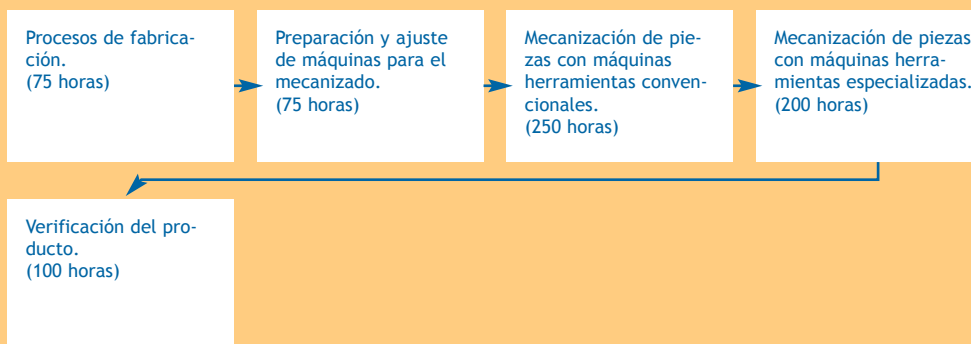 Procesos de fabrica-
ción.
(75 horas)
Preparación y ajuste
de máquinas para el
mecanizado.
(75 horas)
Mecanización de pie-
zas con máquinas
herramientas conven-
cionales.
(250 horas)
Mecanización de piezas
con máquinas herra-
mientas especializadas.
(200 horas)
Verificación del pro-
ducto.
(100 horas)